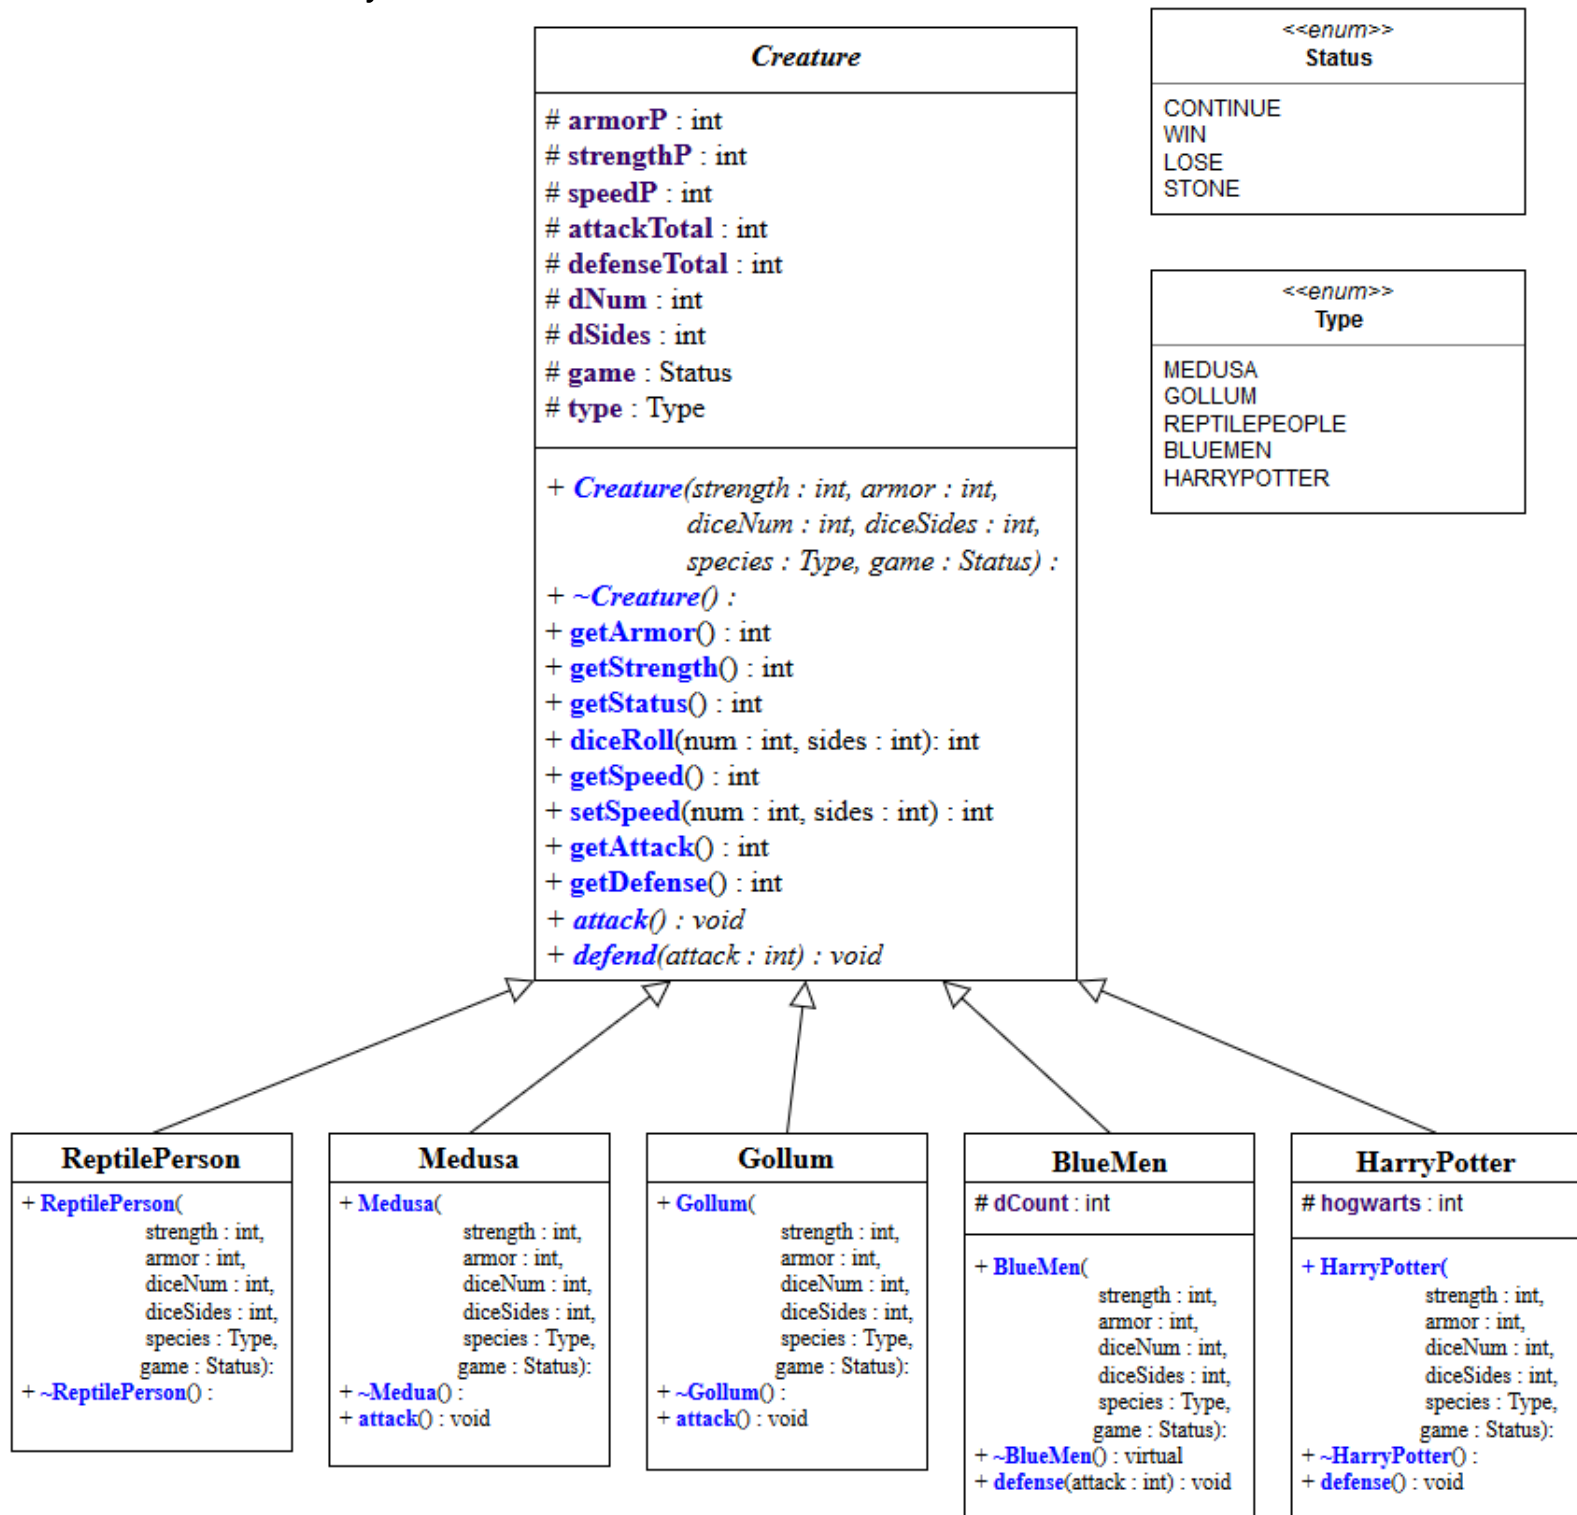 Creature
# armorP : int
# strengthP : int
# speedP : int
# attackTotal : int
# defenseTotal : int
# dNum : int
# dSides : int
# game : Status
# type : Type
+ Creature(strength : int, armor : int,
diceNum : int, diceSides : int,
species : Type, game : Status) :
+ ~Creature() :
+ getArmor() : int
+ getStrength() : int
+ getStatus() : int
+ diceRoll(num : int, sides : int): int
+ getSpeed() : int
+ setSpeed(num : int, sides : int) : int
+ getAttack() : int
+ getDefense() : int
+ attack() : void
+ defend(attack : int) : void
<<enum>>
Status
CONTINUE
WIN
LOSE
STONE
<<enum>>
Type
MEDUSA
GOLLUM
REPTILEPEOPLE
BLUEMEN
HARRYPOTTER
ReptilePerson
+ ReptilePerson(
strength : int,
armor : int,
diceNum : int,
diceSides : int,
species : Type,
game : Status):
+ ~ReptilePerson() :
Medusa
+ Medusa(
strength : int,
armor : int,
diceNum : int,
diceSides : int,
species : Type,
game : Status):
+ ~Medua() :
+ attack() : void
Gollum
+ Gollum(
strength : int,
armor : int,
diceNum : int,
diceSides : int,
species : Type,
game : Status):
+ ~Gollum() :
+ attack() : void
BlueMen
# dCount : int
+ BlueMen(
strength : int,
armor : int,
diceNum : int,
diceSides : int,
species : Type,
game : Status):
+ ~BlueMen() : virtual
+ defense(attack : int) : void
HarryPotter
# hogwarts : int
+ HarryPotter(
strength : int,
armor : int,
diceNum : int,
diceSides : int,
species : Type,
game : Status):
+ ~HarryPotter() :
+ defense() : void